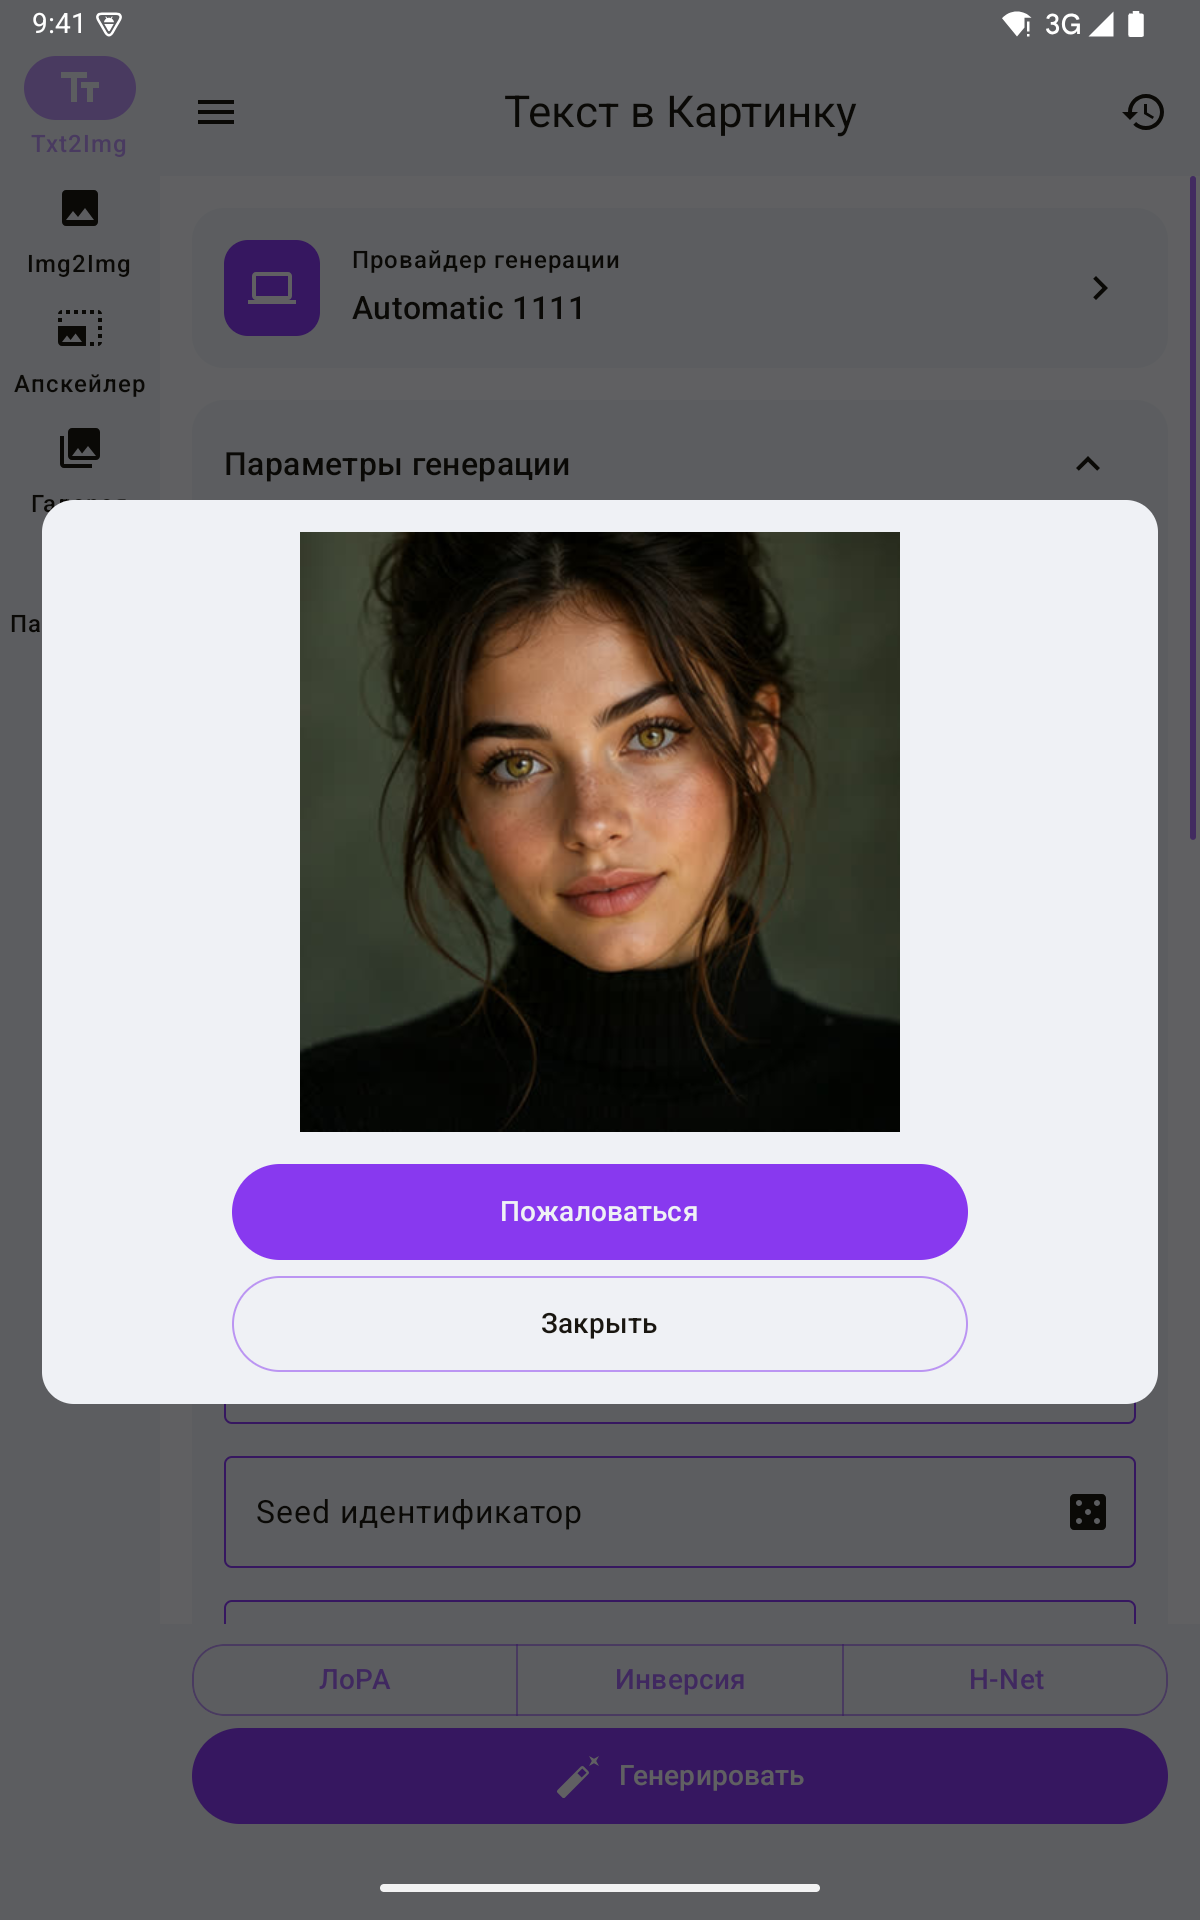 9:41
3G
Txt2Img
Текст в Картинку
Img2Img
Апскейлер
Провайдер генерации
Automatic 1111
Параметры генерации
Па
Пожаловаться
Закрыть
Seed идентификатор
ЛоРА
Инверсия
H-Net
Генерировать